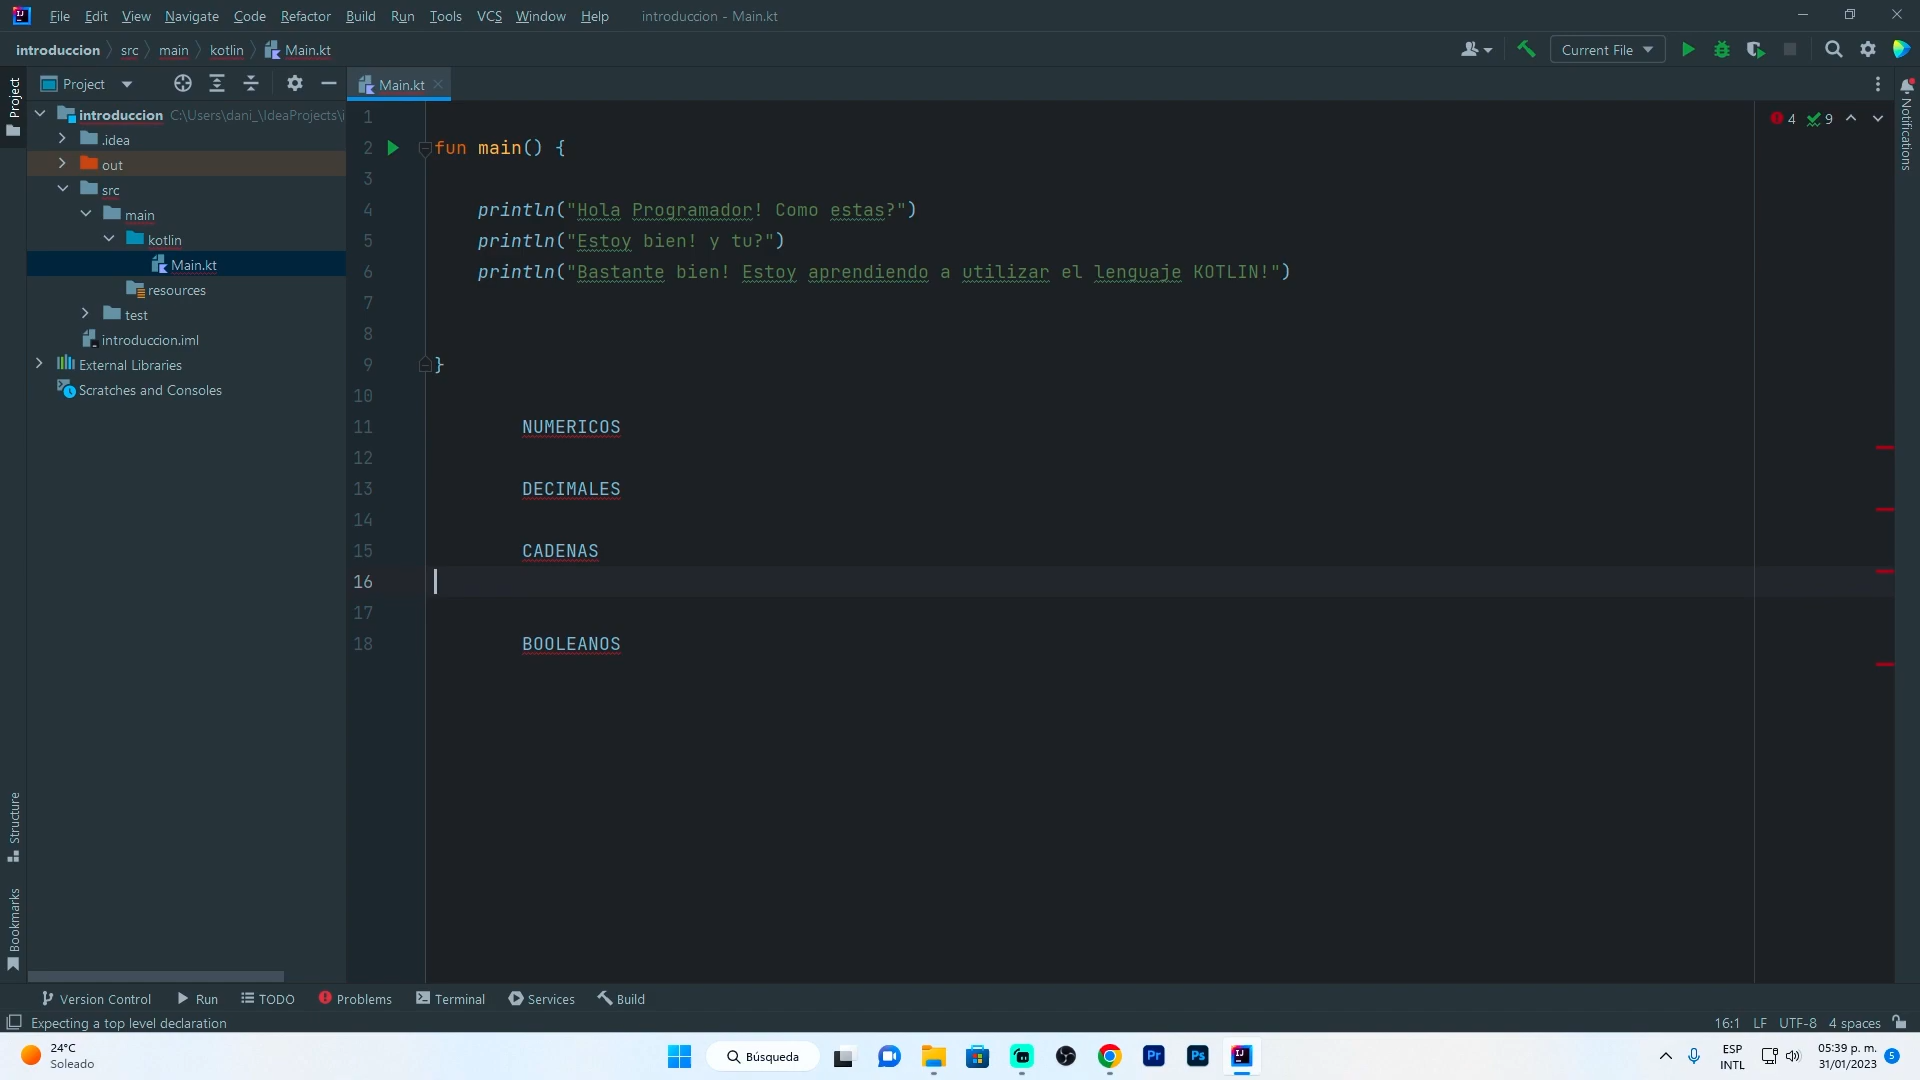 File Edit View Navigate Code Refactor Build Run Tools VCS Window Help introduccion - Main.kt
introduccion src main kotlin Main.kt Current File
Project Main.kt
Project
introduccion C:\Users\dani_\IdeaProjects\i
.idea
out
src
main
kotlin
Main.kt
resources
test
introduccion.iml
External Libraries
Scratches and Consoles
Structure
Bookmarks
1
2 fun main() {
3
4 println("Hola Programador! Como estas?")
5 println("Estoy bien! y tu?")
6 println("Bastante bien! Estoy aprendiendo a utilizar el lenguaje KOTLIN!")
7
8
9 }
10
11 NUMERICOS
12
13 DECIMALES
14
15 CADENAS
16
17
18 BOOLEANOS
4 9
Notifications
Version Control Run TODO Problems Terminal Services Build
Expecting a top level declaration 16:1 LF UTF-8 4 spaces
24°C
Soleado
Búsqueda
Pr
Ps
IJ
ESP
INTL
05:39 p. m.
31/01/2023
5